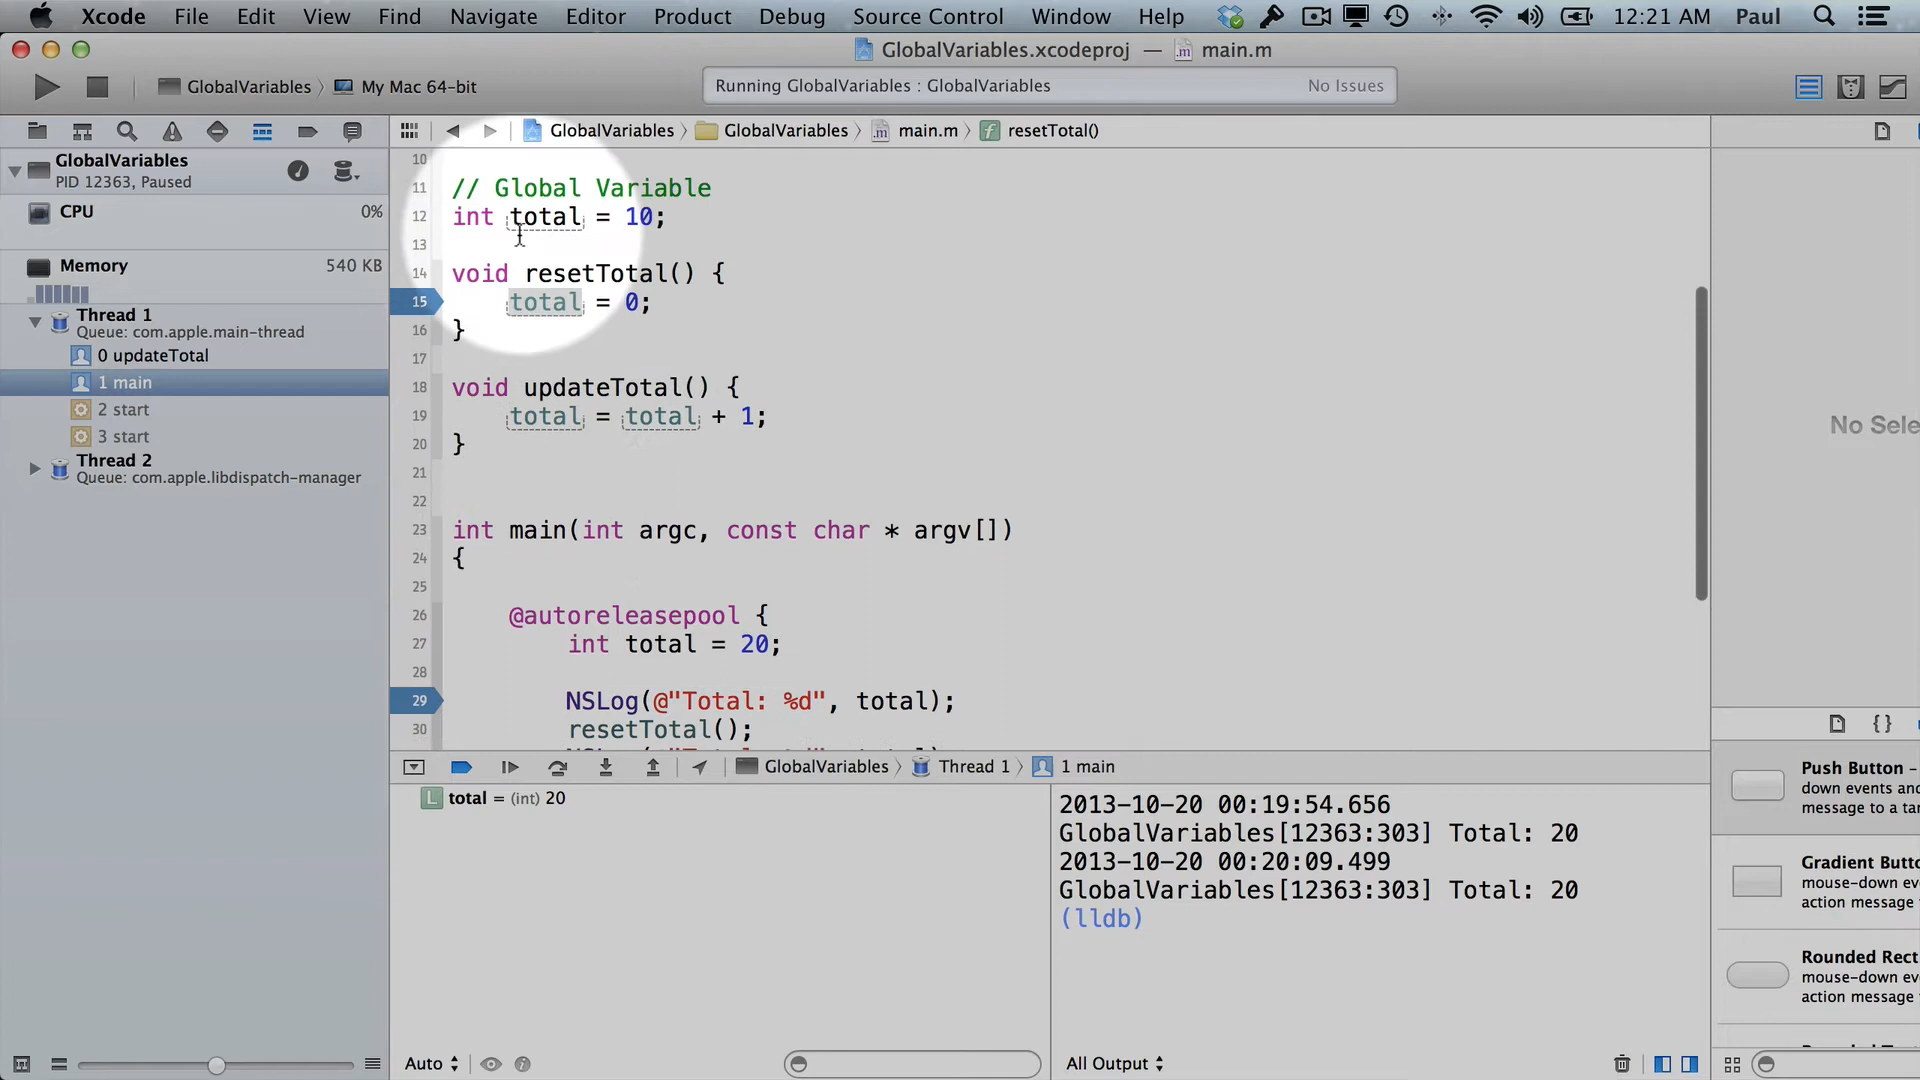 Xcode File Edit View Find Navigate Editor Product Debug Source Control Window Help 12:21 AM Paul
GlobalVariables.xcodeproj — main.m
GlobalVariables My Mac 64-bit
Running GlobalVariables : GlobalVariables No Issues
GlobalVariables GlobalVariables main.m resetTotal()
GlobalVariables
PID 12363, Paused
CPU 0%
Memory 540 KB
Thread 1
Queue: com.apple.main-thread
0 updateTotal
1 main
2 start
3 start
Thread 2
Queue: com.apple.libdispatch-manager
10
11 // Global Variable
12 int total = 10;
13
14 void resetTotal() {
15 total = 0;
16 }
17
18 void updateTotal() {
19 total = total + 1;
20 }
21
22
23 int main(int argc, const char * argv[])
24 {
25
26 @autoreleasepool {
27 int total = 20;
28
29 NSLog(@"Total: %d", total);
30 resetTotal();
GlobalVariables Thread 1 1 main
L total = (int) 20
2013-10-20 00:19:54.656
GlobalVariables[12363:303] Total: 20
2013-10-20 00:20:09.499
GlobalVariables[12363:303] Total: 20
(lldb)
Auto
All Output
No Sele
{}
Push Button –
down events and
message to a tar
Gradient Butto
mouse-down ev
action message
Rounded Rect
mouse-down eve
action message